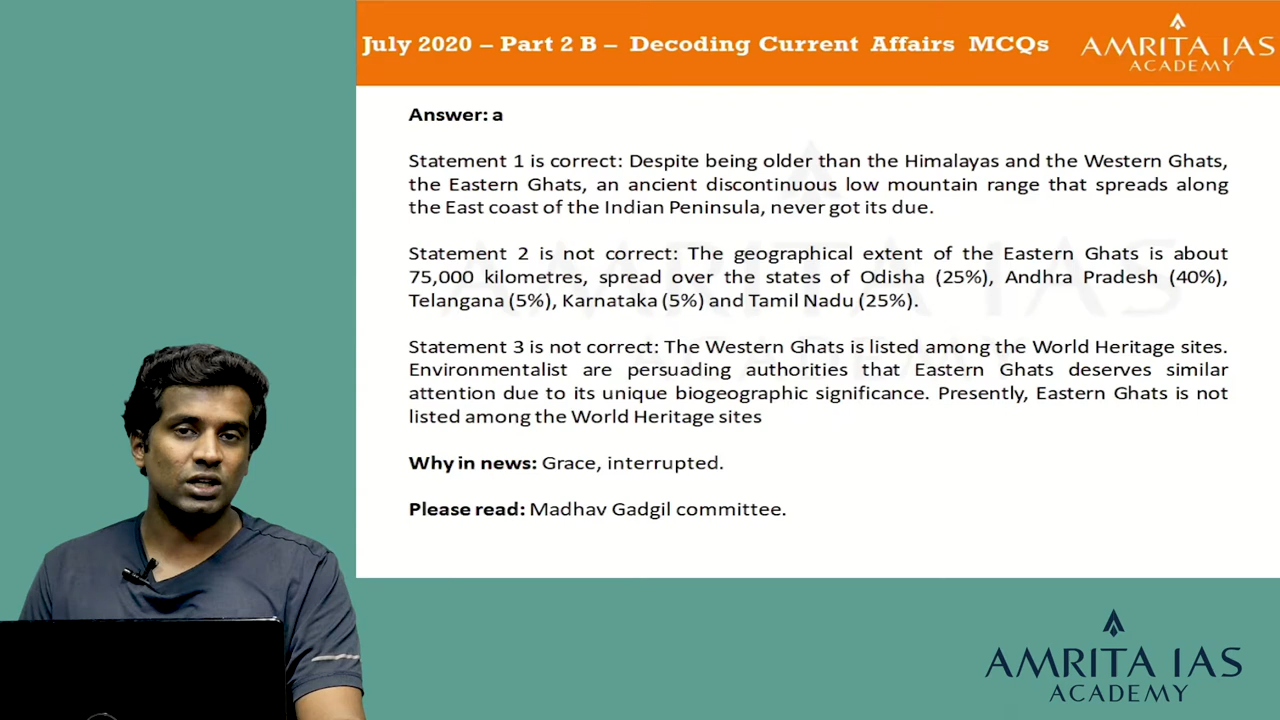 July 2020 – Part 2 B – Decoding Current Affairs MCQs
AMRITA IAS
ACADEMY
Answer: a
Statement 1 is correct: Despite being older than the Himalayas and the Western Ghats,
the Eastern Ghats, an ancient discontinuous low mountain range that spreads along
the East coast of the Indian Peninsula, never got its due.
Statement 2 is not correct: The geographical extent of the Eastern Ghats is about
75,000 kilometres, spread over the states of Odisha (25%), Andhra Pradesh (40%),
Telangana (5%), Karnataka (5%) and Tamil Nadu (25%).
Statement 3 is not correct: The Western Ghats is listed among the World Heritage sites.
Environmentalist are persuading authorities that Eastern Ghats deserves similar
attention due to its unique biogeographic significance. Presently, Eastern Ghats is not
listed among the World Heritage sites
Why in news: Grace, interrupted.
Please read: Madhav Gadgil committee.
AMRITA IAS
ACADEMY